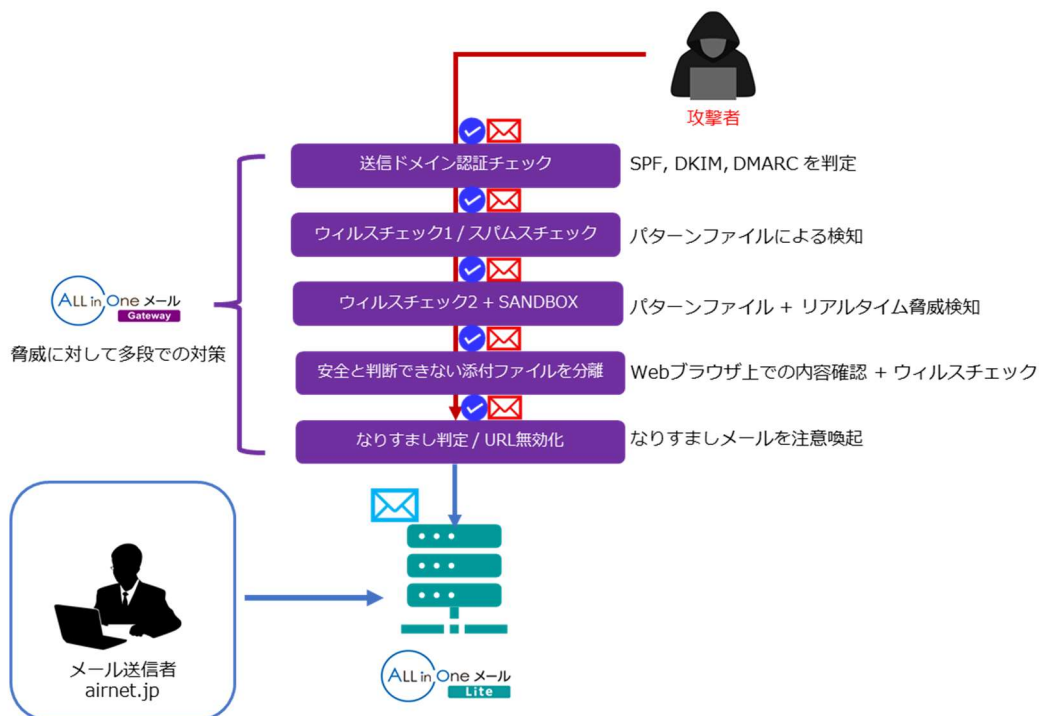 攻撃者
送信ドメイン認証チェック
SPF, DKIM, DMARC を判定
ウィルスチェック1 / スパムスチェック
パターンファイルによる検知
ALL in One メール
Gateway
ウィルスチェック2 + SANDBOX
パターンファイル + リアルタイム脅威検知
脅威に対して多段での対策
安全と判断できない添付ファイルを分離
Webブラウザ上での内容確認 + ウィルスチェック
なりすまし判定 / URL無効化
なりすましメールを注意喚起
メール送信者
airnet.jp
ALL in One メール
Lite